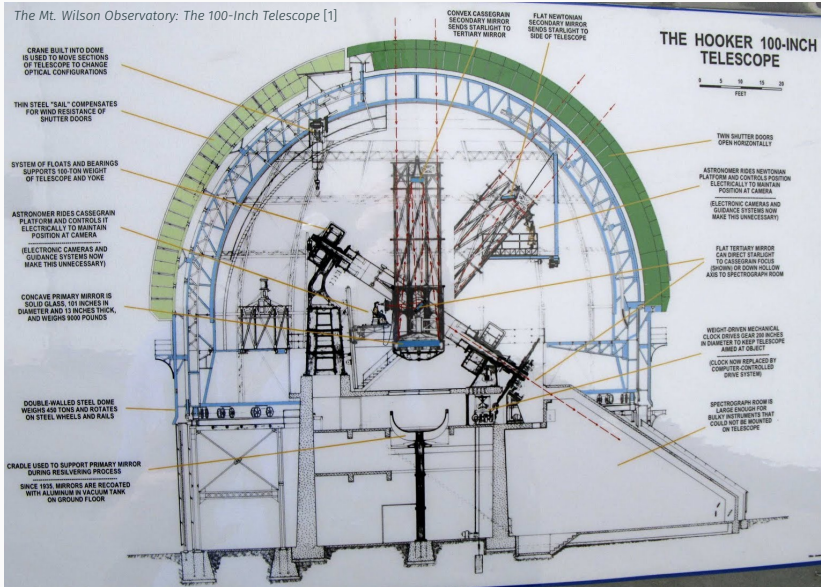 The Mt. Wilson Observatory: The 100-Inch Telescope [1]
THE HOOKER 100-INCH
TELESCOPE
0 5 10 15 20
FEET
CONVEX CASSEGRAIN
SECONDARY MIRROR
SENDS STARLIGHT TO
TERTIARY MIRROR
FLAT NEWTONIAN
SECONDARY MIRROR
SENDS STARLIGHT TO
SIDE OF TELESCOPE
CRANE BUILT INTO DOME
IS USED TO MOVE SECTIONS
OF TELESCOPE TO CHANGE
OPTICAL CONFIGURATIONS
THIN STEEL "SAIL" COMPENSATES
FOR WIND RESISTANCE OF
SHUTTER DOORS
SYSTEM OF FLOATS AND BEARINGS
SUPPORTS 100-TON WEIGHT
OF TELESCOPE AND YOKE
ASTRONOMER RIDES CASSEGRAIN
PLATFORM AND CONTROLS IT
ELECTRICALLY TO MAINTAIN
POSITION AT CAMERA
(ELECTRONIC CAMERAS AND
GUIDANCE SYSTEMS NOW
MAKE THIS UNNECESSARY)
CONCAVE PRIMARY MIRROR IS
SOLID GLASS, 101 INCHES IN
DIAMETER AND 13 INCHES THICK,
AND WEIGHS 9000 POUNDS
DOUBLE-WALLED STEEL DOME
WEIGHS 450 TONS AND ROTATES
ON STEEL WHEELS AND RAILS
CRADLE USED TO SUPPORT PRIMARY MIRROR
DURING RESILVERING PROCESS
SINCE 1935, MIRRORS ARE RECOATED
WITH ALUMINUM IN VACUUM TANK
ON GROUND FLOOR
TWIN SHUTTER DOORS
OPEN HORIZONTALLY
ASTRONOMER RIDES NEWTONIAN
PLATFORM AND CONTROLS POSITION
ELECTRICALLY TO MAINTAIN
POSITION AT CAMERA
(ELECTRONIC CAMERAS AND
GUIDANCE SYSTEMS NOW
MAKE THIS UNNECESSARY)
FLAT TERTIARY MIRROR
CAN DIRECT STARLIGHT
TO CASSEGRAIN FOCUS
(SHOWN) OR DOWN HOLLOW
AXIS TO SPECTROGRAPH ROOM
WEIGHT-DRIVEN MECHANICAL
CLOCK DRIVES GEAR 200 INCHES
IN DIAMETER TO KEEP TELESCOPE
AIMED AT OBJECT
(CLOCK NOW REPLACED BY
COMPUTER-CONTROLLED
DRIVE SYSTEM)
SPECTROGRAPH ROOM IS
LARGE ENOUGH FOR
BULKY INSTRUMENTS THAT
COULD NOT BE MOUNTED
ON TELESCOPE